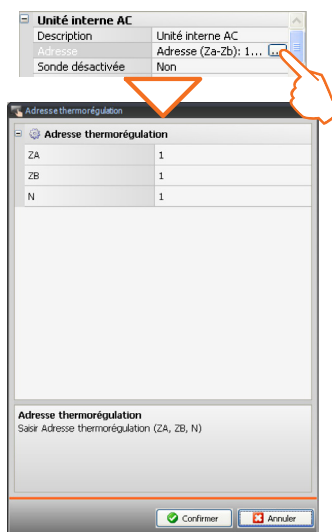 Unité interne AC
Description Unité interne AC
Adresse Adresse (Za-Zb): 1... ...
Sonde désactivée Non
Adresse thermorégulation
Adresse thermorégulation
ZA 1
ZB 1
N 1
Adresse thermorégulation
Saisir Adresse thermorégulation (ZA, ZB, N)
Confirmer Annuler